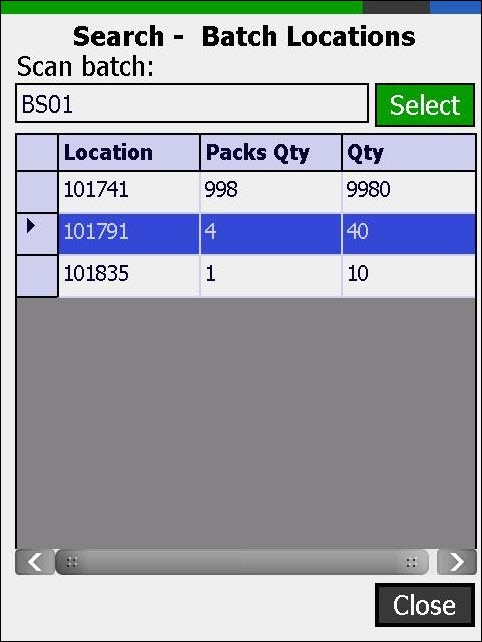 Search -  Batch Locations
Scan batch:
BS01 Select
Location Packs Qty Qty
101741 998 9980
101791 4 40
101835 1 10
Close